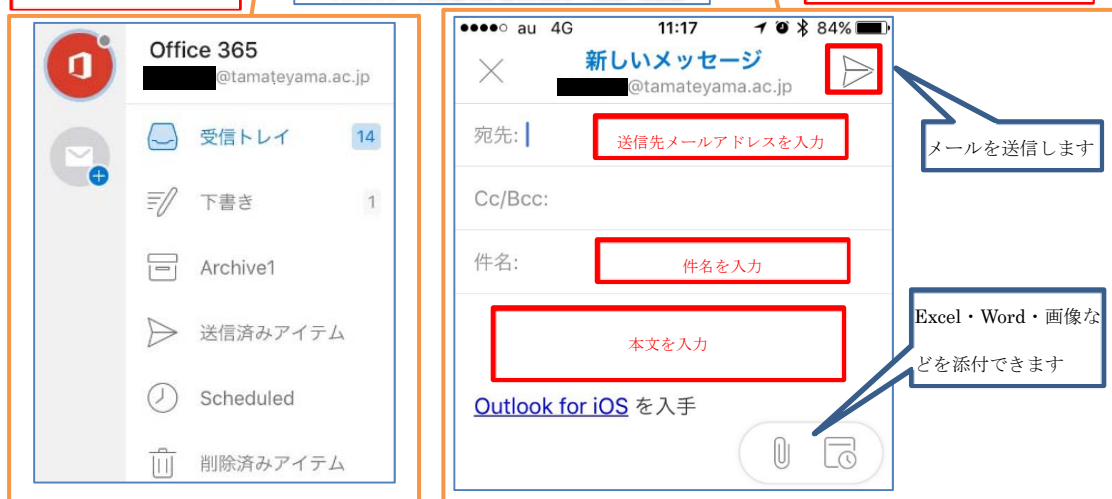 Office 365
@tamateyama.ac.jp
受信トレイ 14
下書き 1
Archive1
送信済みアイテム
Scheduled
削除済みアイテム
au 4G 11:17 84%
新しいメッセージ
@tamateyama.ac.jp
宛先: 送信先メールアドレスを入力
Cc/Bcc:
件名: 件名を入力
本文を入力
Outlook for iOS を入手
メールを送信します
Excel・Word・画像な
どを添付できます